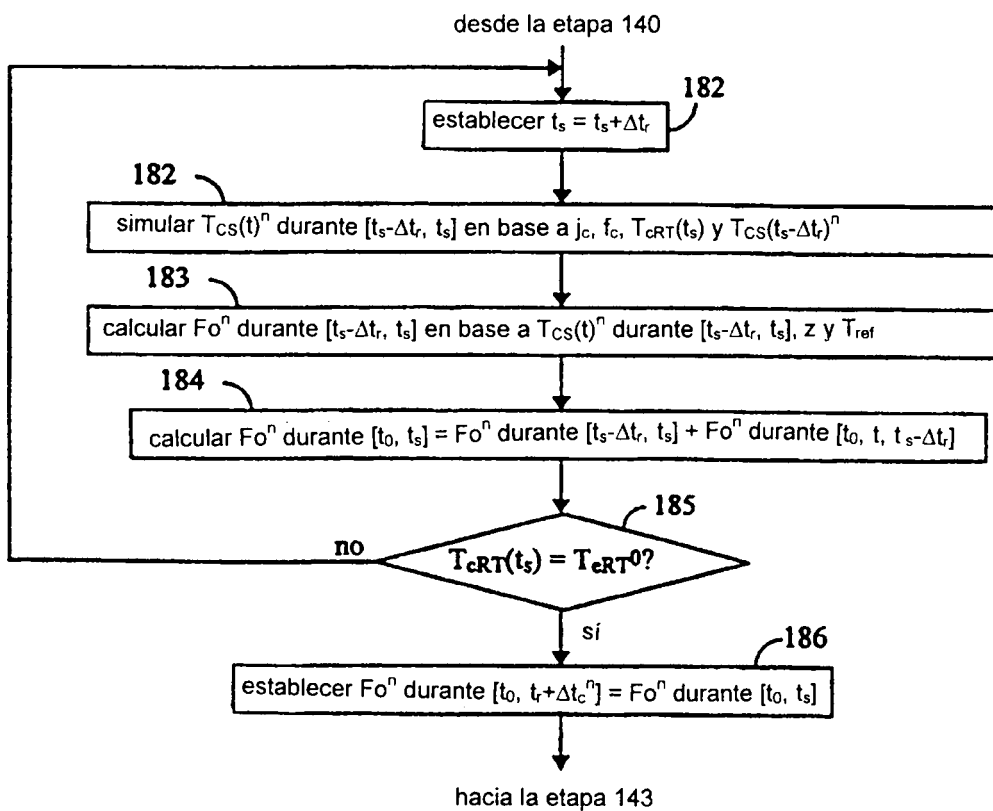 desde la etapa 140
182
establecer tₛ = tₛ+Δtᵣ
182
simular T_CS(t)ⁿ durante [tₛ-Δtᵣ, tₛ] en base a j_c, f_c, T_cRT(tₛ) y T_CS(tₛ-Δtᵣ)ⁿ
183
calcular Foⁿ durante [tₛ-Δtᵣ, tₛ] en base a T_CS(t)ⁿ durante [tₛ-Δtᵣ, tₛ], z y T_ref
184
calcular Foⁿ durante [t₀, tₛ] = Foⁿ durante [tₛ-Δtᵣ, tₛ] + Foⁿ durante [t₀, t, t ₛ-Δtᵣ]
185
no
T_cRT(tₛ) = T_eRT⁰?
sí
186
establecer Foⁿ durante [t₀, tᵣ+Δt_cⁿ] = Foⁿ durante [t₀, tₛ]
hacia la etapa 143